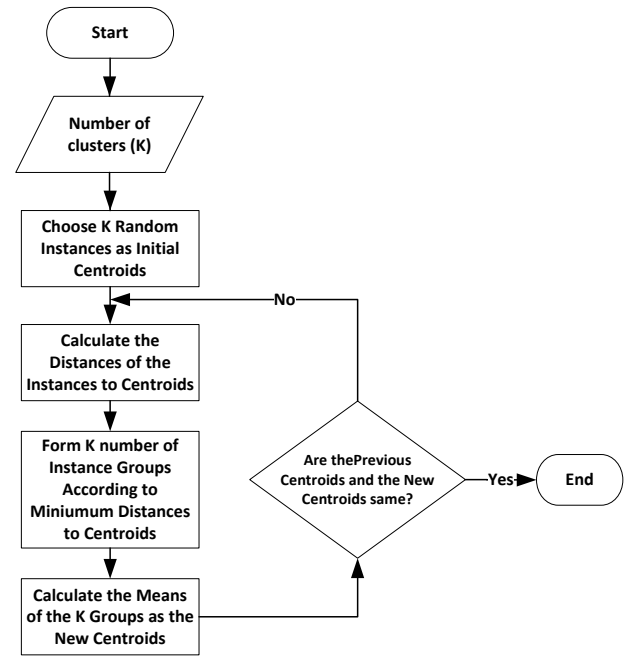 Start
Number of
clusters (K)
Choose K Random
Instances as Initial
Centroids
No
Calculate the
Distances of the
Instances to Centroids
Form K number of
Instance Groups
According to
Miniumum Distances
to Centroids
Are thePrevious
Centroids and the New
Centroids same?
Yes
End
Calculate the Means
of the K Groups as the
New Centroids